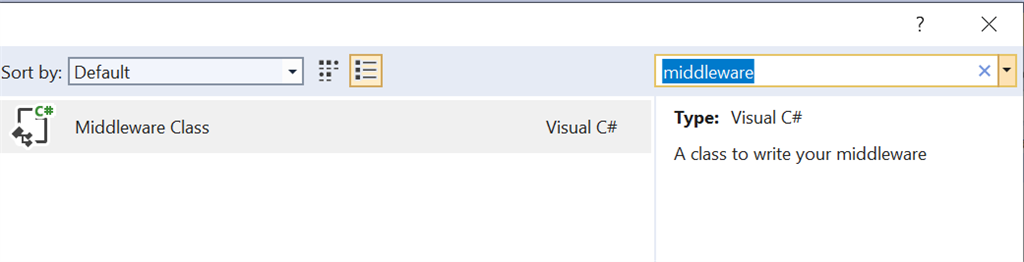 ?
Sort by: Default
middleware
C#
Middleware Class Visual C#
Type: Visual C#
A class to write your middleware